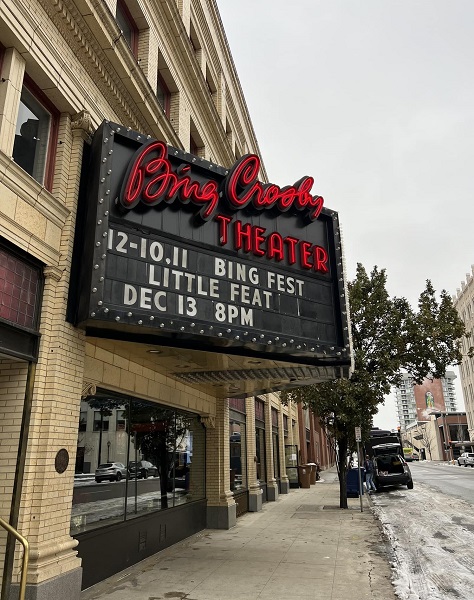 Bing Crosby
THEATER
12-10.11 BING FEST
LITTLE FEAT
DEC 13 8PM